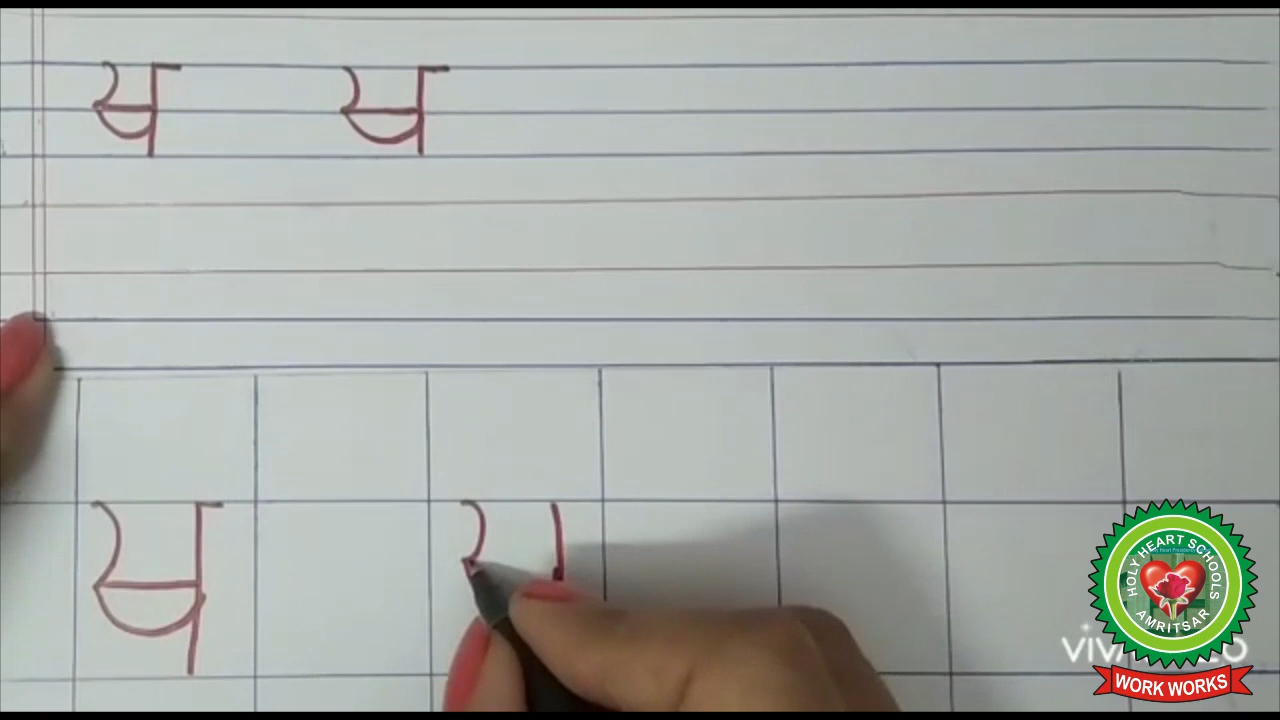 ਖ ਖ
ਖ
HOLY HEART SCHOOLS
AMRITSAR
WORK WORKS